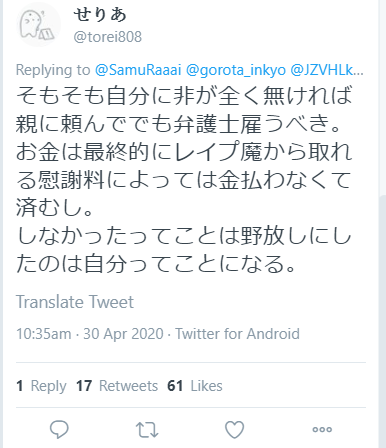 せりあ
@torei808
Replying to @SamuRaaai @gorota_inkyo @JZVHLk...
そもそも自分に非が全く無ければ
親に頼んででも弁護士雇うべき。
お金は最終的にレイプ魔から取れ
る慰謝料によっては金払わなくて
済むし。
しなかったってことは野放しにし
たのは自分ってことになる。
Translate Tweet
10:35am · 30 Apr 2020 · Twitter for Android
1 Reply 17 Retweets 61 Likes